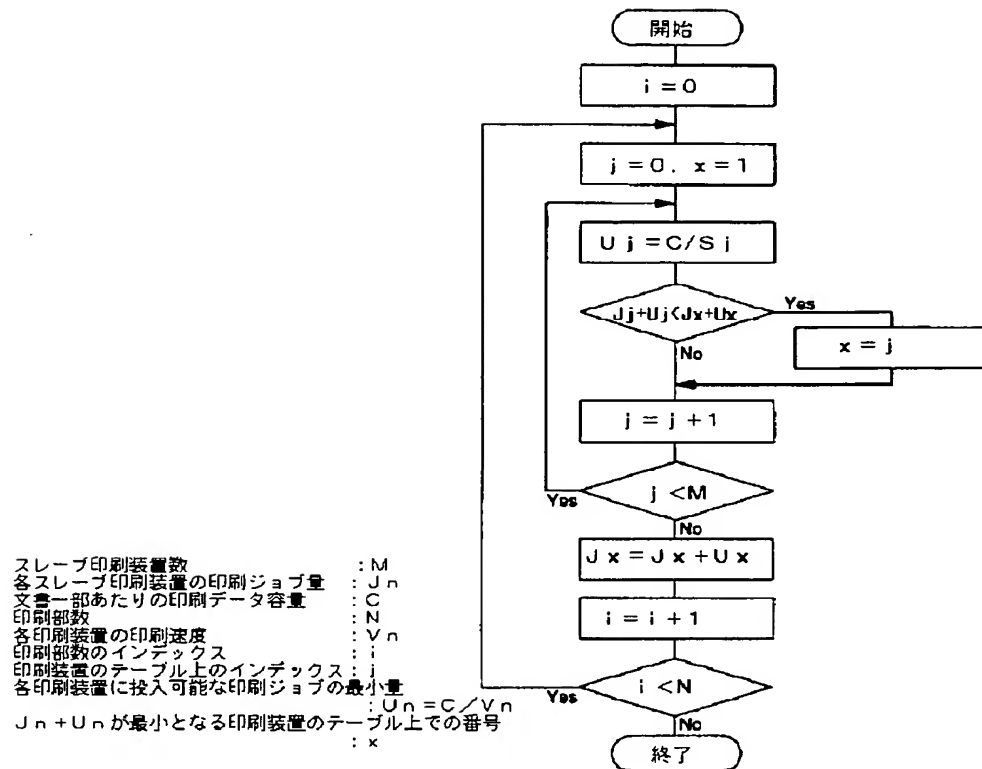 開始
i = 0
j = 0, x = 1
U j = C / S j
J j + U j < J x + U x
Yes
x = j
No
j = j + 1
j < M
Yes
No
J x = J x + U x
i = i + 1
i < N
Yes
No
終了
スレーブ印刷装置数 : M
各スレーブ印刷装置の印刷ジョブ量 : J n
文書一部あたりの印刷データ容量 : C
印刷部数 : N
各印刷装置の印刷速度 : V n
印刷部数のインデックス : i
印刷装置のテーブル上のインデックス : j
各印刷装置に投入可能な印刷ジョブの最小量
: U n = C / V n
J n + U n が最小となる印刷装置のテーブル上での番号
: x